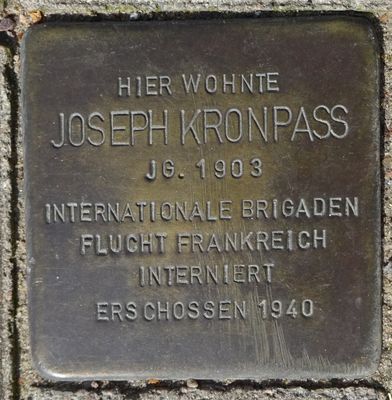 HIER WOHNTE
JOSEPH KRONPASS
JG. 1903
INTERNATIONALE BRIGADEN
FLUCHT FRANKREICH
INTERNIERT
ERSCHOSSEN 1940